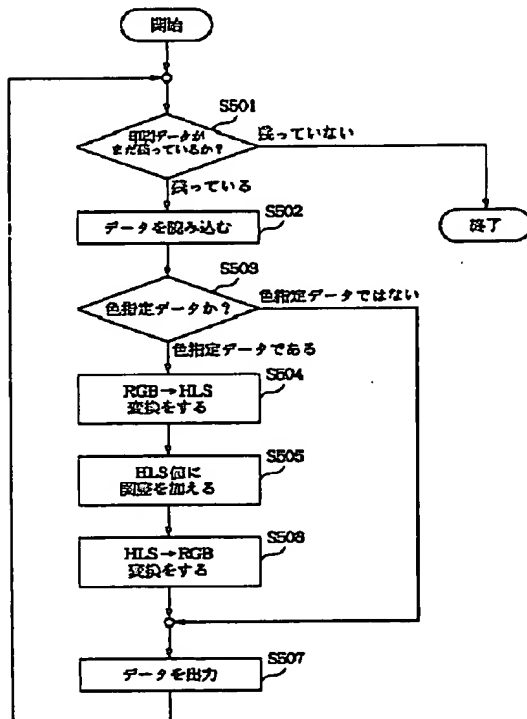 開始
S501
印刷データが
まだ残っているか?
残っていない
残っている
終了
S502
データを読み込む
S503
色指定データか?
色指定データではない
色指定データである
S504
RGB→HLS
変換をする
S505
HLS値に
調整を加える
S506
HLS→RGB
変換をする
S507
データを出力